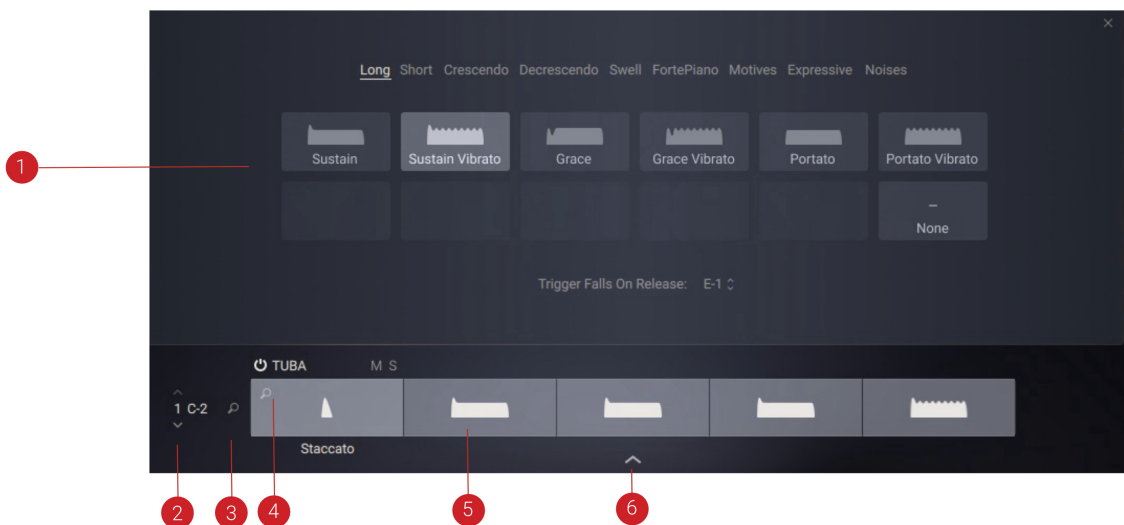 ×
Long Short Crescendo Decrescendo Swell FortePiano Motives Expressive Noises
Sustain Sustain Vibrato Grace Grace Vibrato Portato Portato Vibrato
1
–
None
Trigger Falls On Release: E-1
TUBA M S
1 C-2
Staccato
2 3 4 5 6